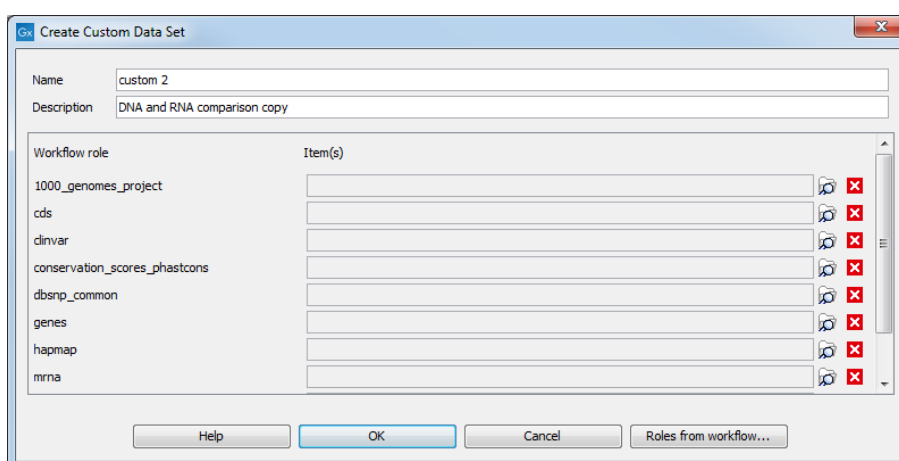 Gx Create Custom Data Set
Name custom 2
Description DNA and RNA comparison copy
Workflow role Item(s)
1000_genomes_project
cds
clinvar
conservation_scores_phastcons
dbsnp_common
genes
hapmap
mrna
Help OK Cancel Roles from workflow...